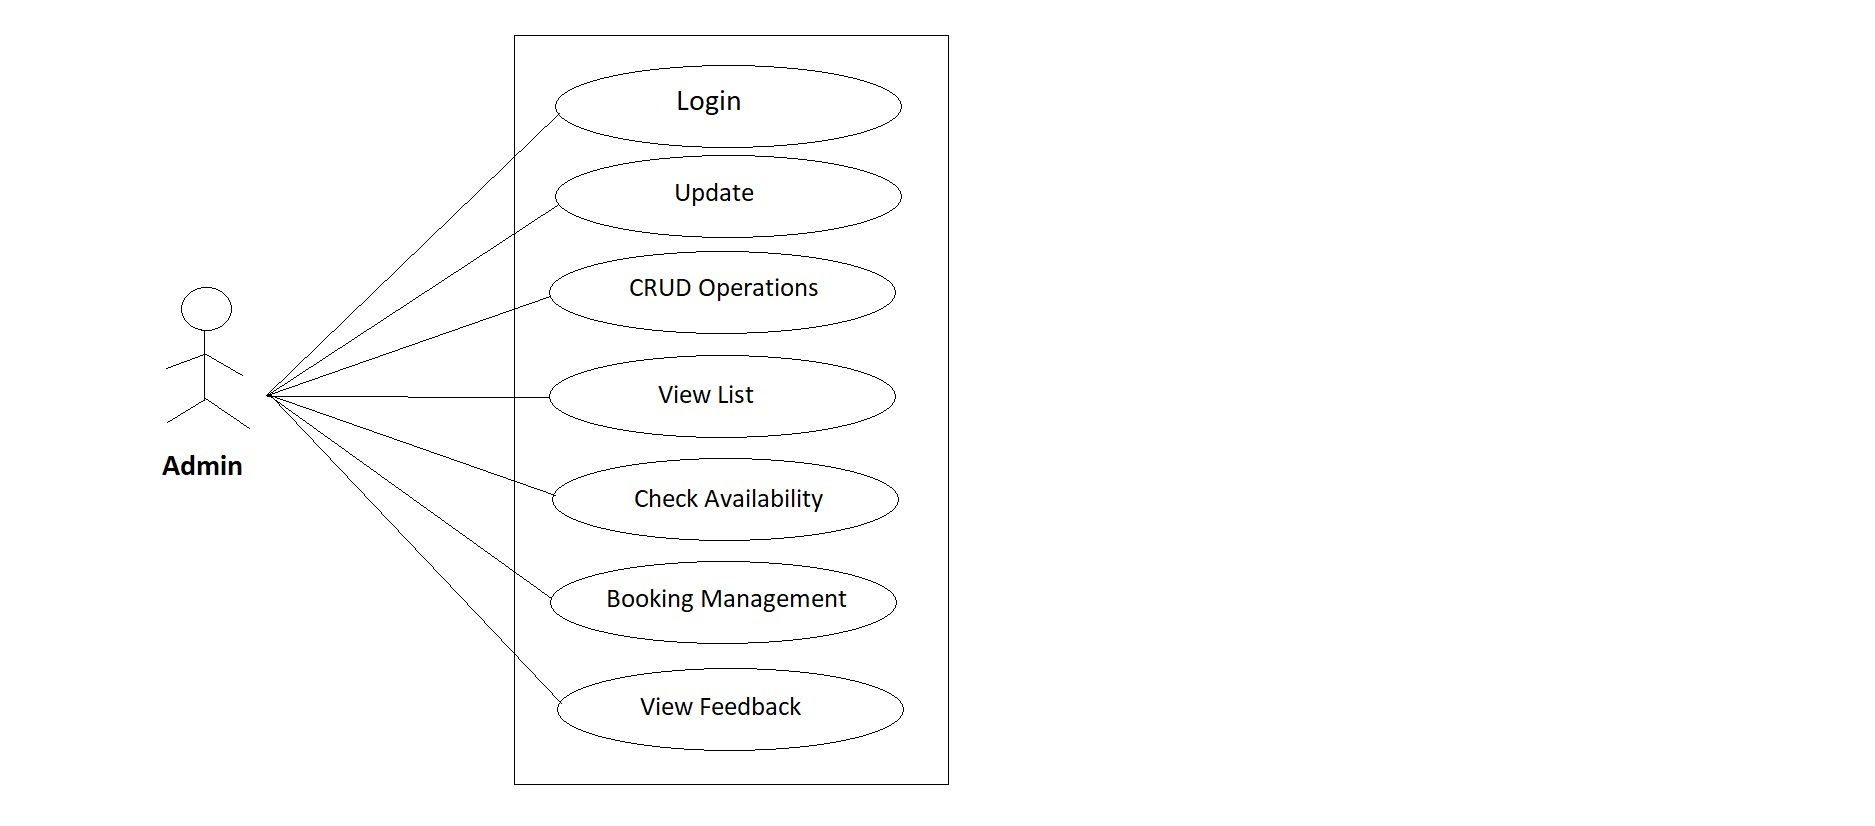 Login
Update
CRUD Operations
View List
Admin
Check Availability
Booking Management
View Feedback